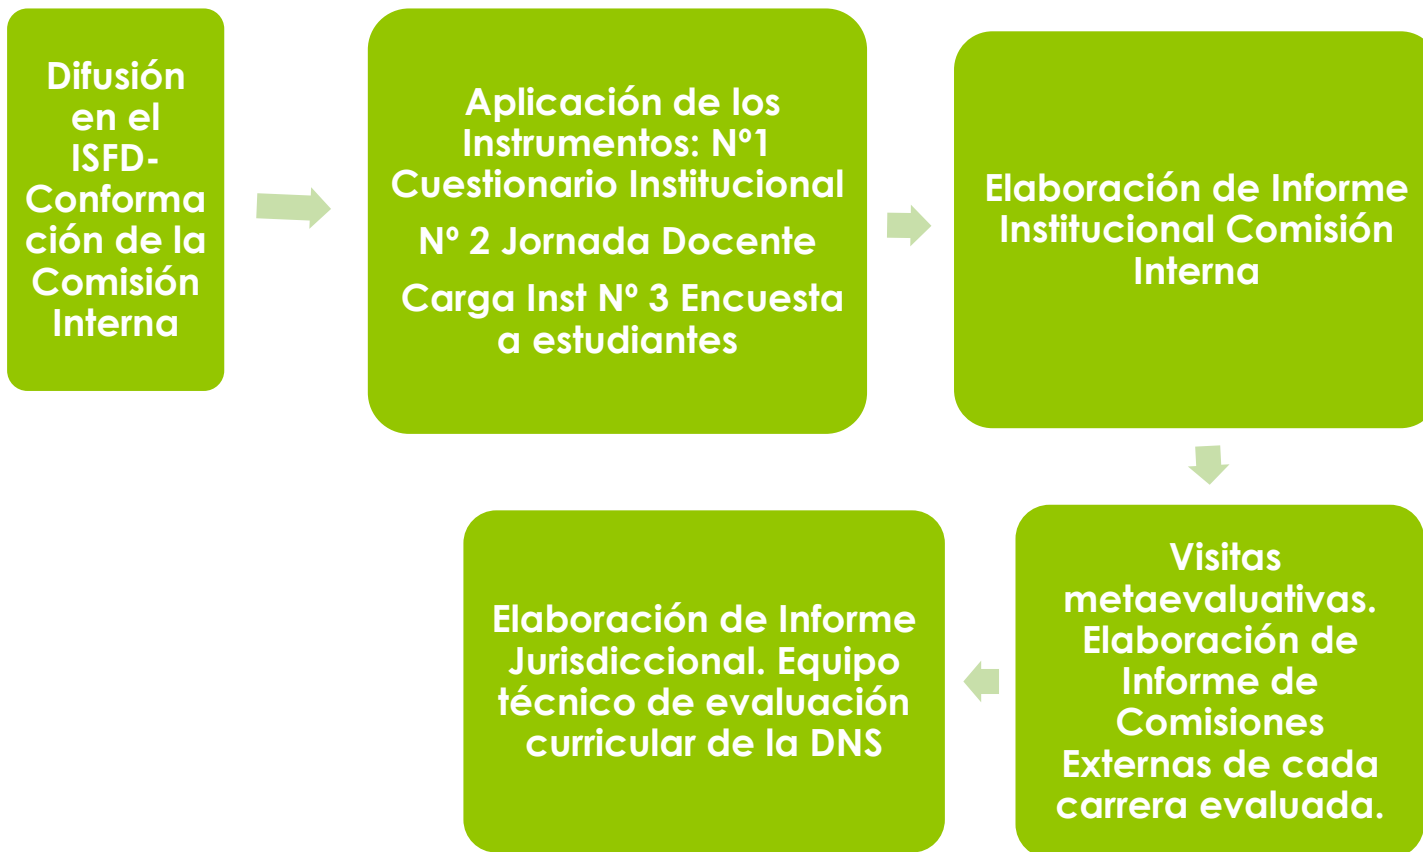 Difusión
en el
ISFD-
Conforma
ción de la
Comisión
Interna
Aplicación de los
Instrumentos: Nº1
Cuestionario Institucional
Nº 2 Jornada Docente
Carga Inst Nº 3 Encuesta
a estudiantes
Elaboración de Informe
Institucional Comisión
Interna
Visitas
metaevaluativas.
Elaboración de
Informe de
Comisiones
Externas de cada
carrera evaluada.
Elaboración de Informe
Jurisdiccional. Equipo
técnico de evaluación
curricular de la DNS